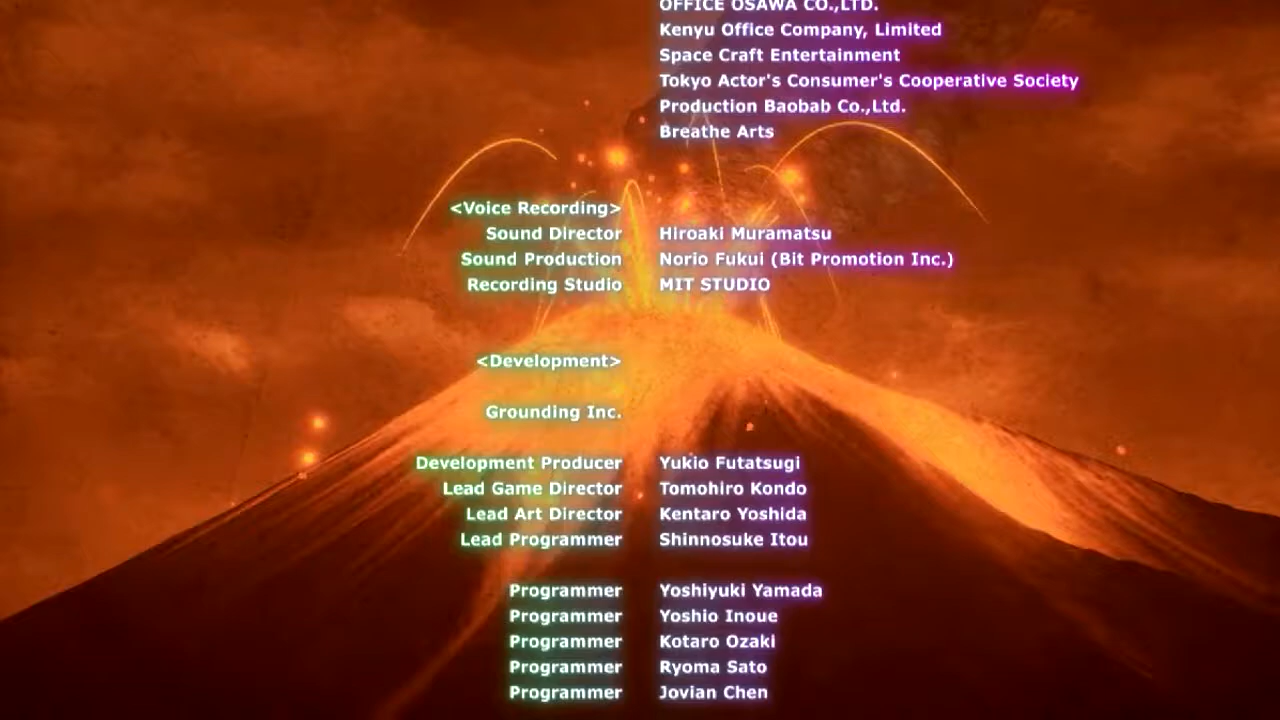 OFFICE OSAWA CO.,LTD.
Kenyu Office Company, Limited
Space Craft Entertainment
Tokyo Actor's Consumer's Cooperative Society
Production Baobab Co.,Ltd.
Breathe Arts
<Voice Recording>
Sound Director Hiroaki Muramatsu
Sound Production Norio Fukui (Bit Promotion Inc.)
Recording Studio MIT STUDIO
<Development>
Grounding Inc.
Development Producer Yukio Futatsugi
Lead Game Director Tomohiro Kondo
Lead Art Director Kentaro Yoshida
Lead Programmer Shinnosuke Itou
Programmer Yoshiyuki Yamada
Programmer Yoshio Inoue
Programmer Kotaro Ozaki
Programmer Ryoma Sato
Programmer Jovian Chen